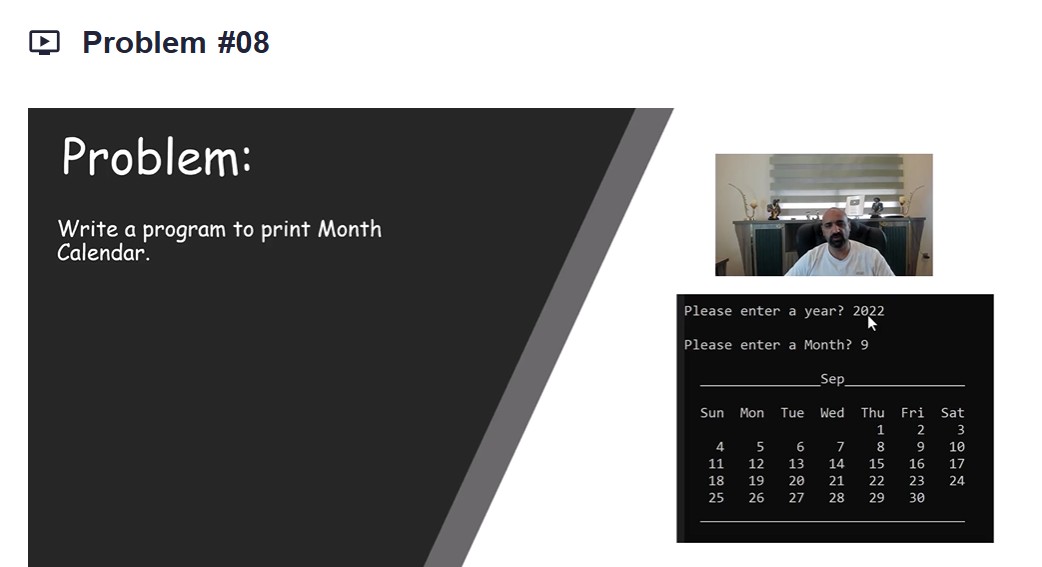 Problem #08
Problem:
Write a program to print Month
Calendar.
Please enter a year? 2022
Please enter a Month? 9
_______________Sep_______________
Sun Mon Tue Wed Thu Fri Sat
1 2 3
4 5 6 7 8 9 10
11 12 13 14 15 16 17
18 19 20 21 22 23 24
25 26 27 28 29 30
_________________________________